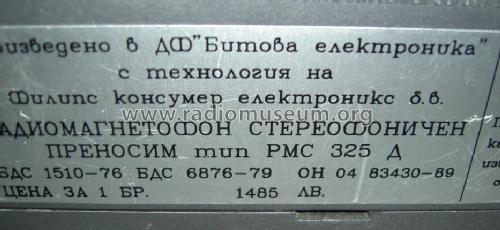 изведено в ДФ"Битова електроника"
с технология на
Филипс консумер електроникс б.в.
www.radiomuseum.org
АДИОМАГНЕТОФОН СТЕРЕОФОНИЧЕН
ПРЕНОСИМ тип РМС 325 Д
БДС 1510-76 БДС 6876-79 ОН 04 83430-89
ЦЕНА ЗА 1 БР. 1485 ЛВ.